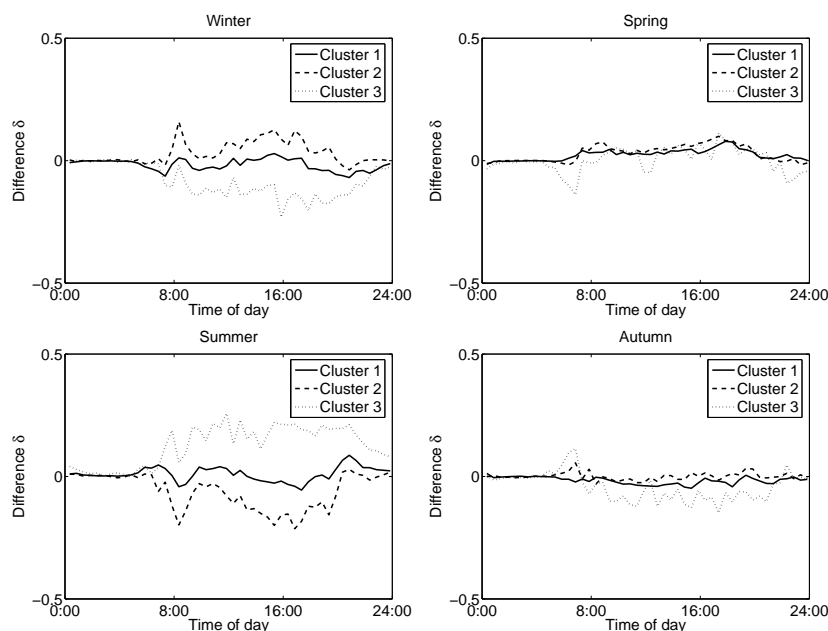 Winter
0.5
0
−0.5
Difference δ
Cluster 1
Cluster 2
Cluster 3
0:00 8:00 16:00 24:00
Time of day
Spring
0.5
0
−0.5
Difference δ
Cluster 1
Cluster 2
Cluster 3
0:00 8:00 16:00 24:00
Time of day
Summer
0.5
0
−0.5
Difference δ
Cluster 1
Cluster 2
Cluster 3
0:00 8:00 16:00 24:00
Time of day
Autumn
0.5
0
−0.5
Difference δ
Cluster 1
Cluster 2
Cluster 3
0:00 8:00 16:00 24:00
Time of day